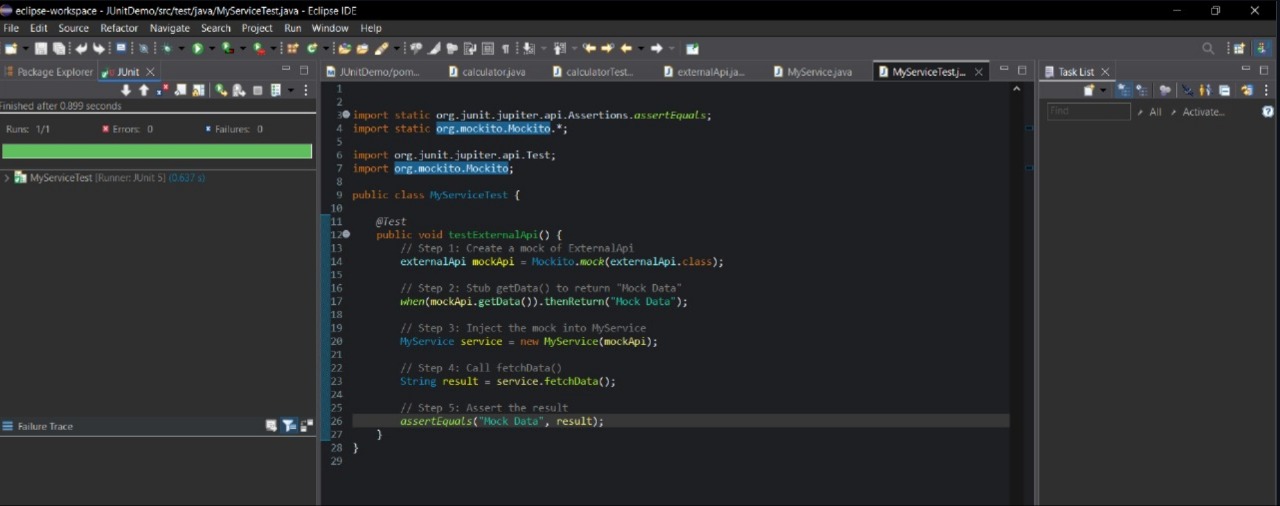 eclipse-workspace - JUnitDemo/src/test/java/MyServiceTest.java - Eclipse IDE
File Edit Source Refactor Navigate Search Project Run Window Help
Package Explorer JUnit
JUnitDemo/pom... calculator.java calculatorTest... externalApi.ja... MyService.java MyServiceTest.j...
Task List
Finished after 0.899 seconds
Runs: 1/1 Errors: 0 Failures: 0
MyServiceTest [Runner: JUnit 5] (0.637 s)
Failure Trace
1
2
3 import static org.junit.jupiter.api.Assertions.assertEquals;
4 import static org.mockito.Mockito.*;
5
6 import org.junit.jupiter.api.Test;
7 import org.mockito.Mockito;
8
9 public class MyServiceTest {
10
11 @Test
12 public void testExternalApi() {
13 // Step 1: Create a mock of ExternalApi
14 externalApi mockApi = Mockito.mock(externalApi.class);
15
16 // Step 2: Stub getData() to return "Mock Data"
17 when(mockApi.getData()).thenReturn("Mock Data");
18
19 // Step 3: Inject the mock into MyService
20 MyService service = new MyService(mockApi);
21
22 // Step 4: Call fetchData()
23 String result = service.fetchData();
24
25 // Step 5: Assert the result
26 assertEquals("Mock Data", result);
27 }
28 }
29
Find All Activate...